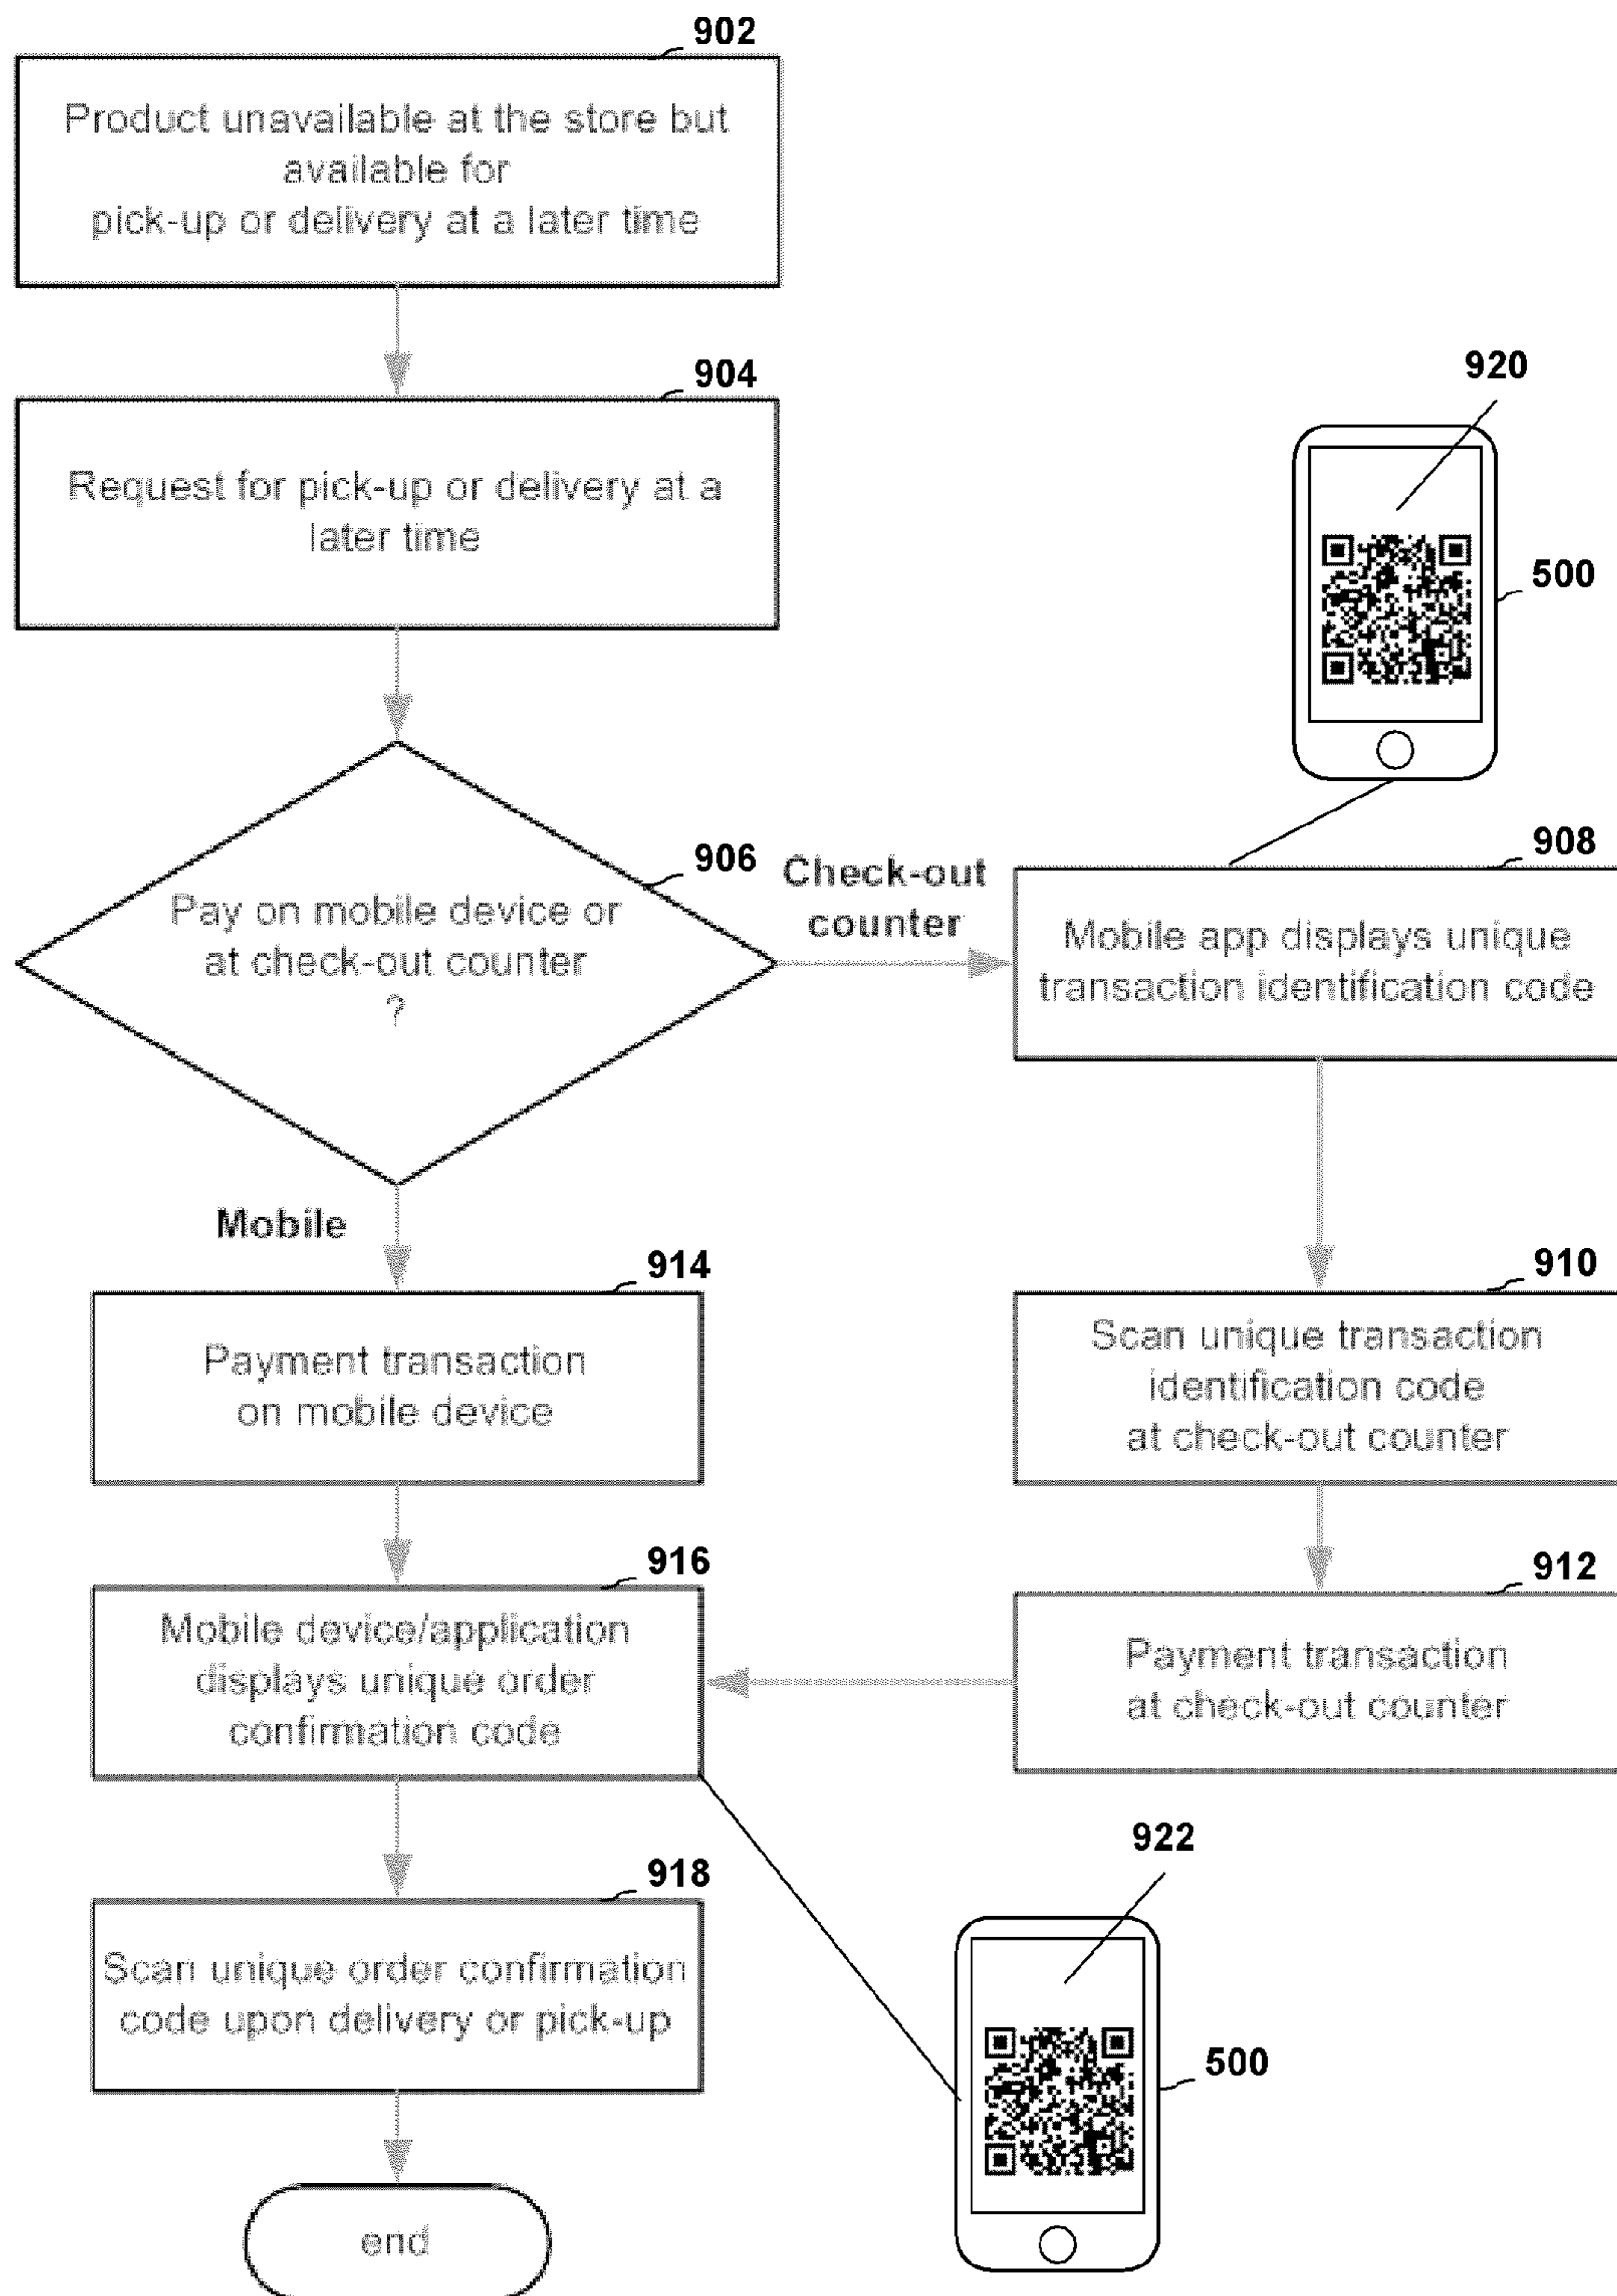 902
Product unavailable at the store but
available for
pick-up or delivery at a later time
904
Request for pick-up or delivery at a
later time
920
500
906
Pay on mobile device or
at check-out counter
?
Check-out
counter
908
Mobile app displays unique
transaction identification code
Mobile
914
Payment transaction
on mobile device
910
Scan unique transaction
identification code
at check-out counter
916
Mobile device/application
displays unique order
confirmation code
912
Payment transaction
at check-out counter
918
Scan unique order confirmation
code upon delivery or pick-up
922
500
end